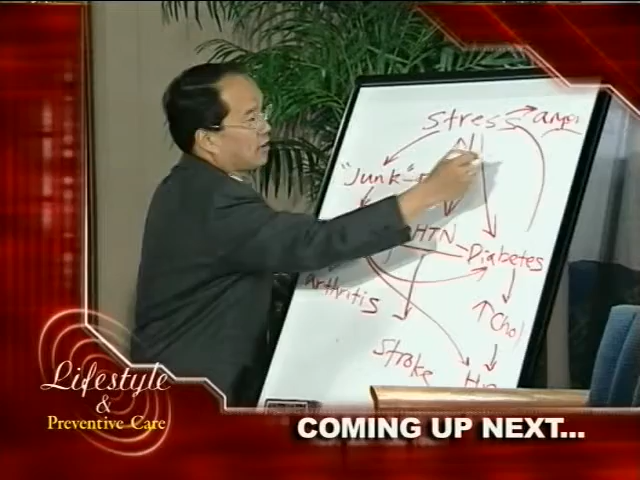 Stress
"Junk"
HTN
Diabetes
Arthritis
↑Chol
Stroke
Lifestyle
&
Preventive Care
COMING UP NEXT...